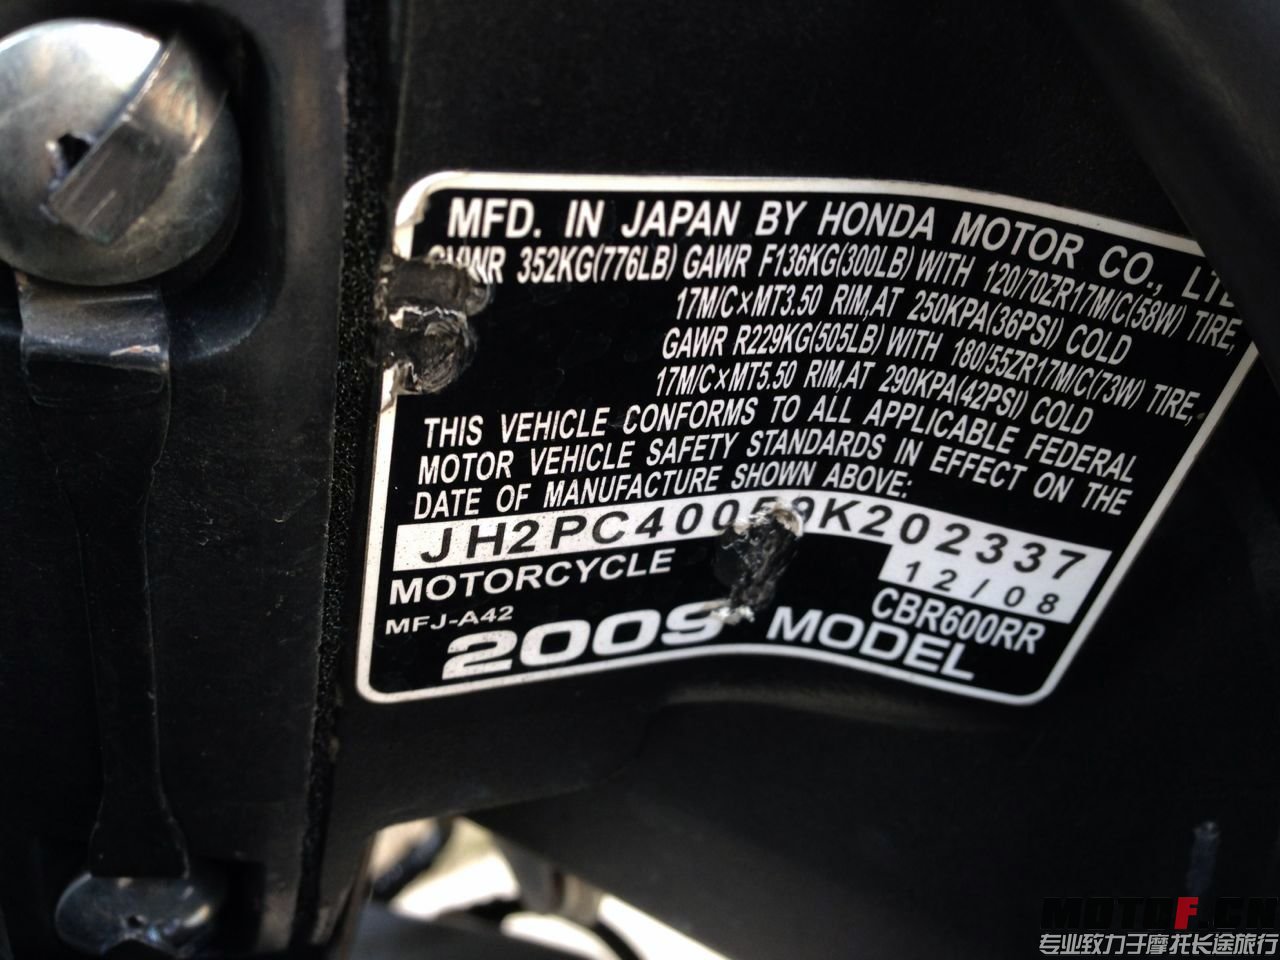 MFD. IN JAPAN BY HONDA MOTOR CO., LTD.
GVWR 352KG(776LB) GAWR F136KG(300LB) WITH 120/70ZR17M/C(58W) TIRE,
17M/C×MT3.50 RIM,AT 250KPA(36PSI) COLD
GAWR R229KG(505LB) WITH 180/55ZR17M/C(73W) TIRE,
17M/C×MT5.50 RIM,AT 290KPA(42PSI) COLD
THIS VEHICLE CONFORMS TO ALL APPLICABLE FEDERAL
MOTOR VEHICLE SAFETY STANDARDS IN EFFECT ON THE
DATE OF MANUFACTURE SHOWN ABOVE:
JH2PC40059K202337
MOTORCYCLE 12/08
MFJ-A42 CBR600RR
2009 MODEL
MOTOF.CN
专业致力于摩托长途旅行